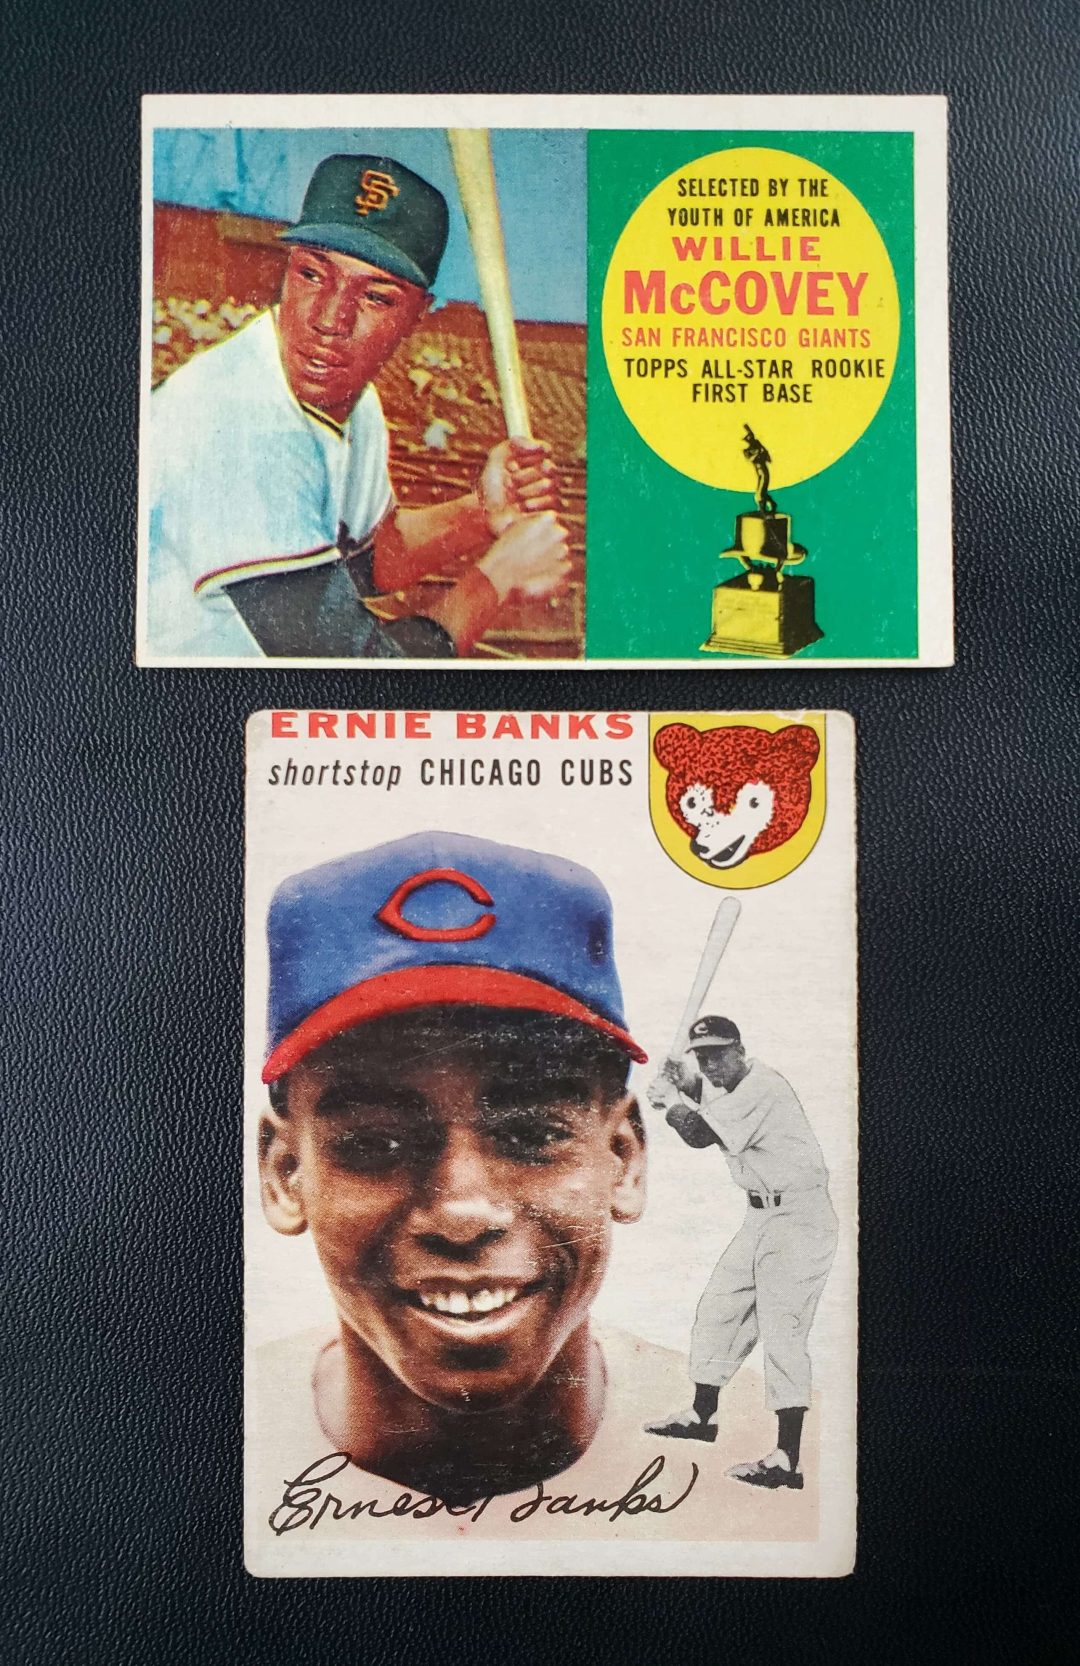 SELECTED BY THE
YOUTH OF AMERICA
WILLIE
McCOVEY
SAN FRANCISCO GIANTS
TOPPS ALL-STAR ROOKIE
FIRST BASE
SF
ERNIE BANKS
shortstop CHICAGO CUBS
C
C
Ernest Banks